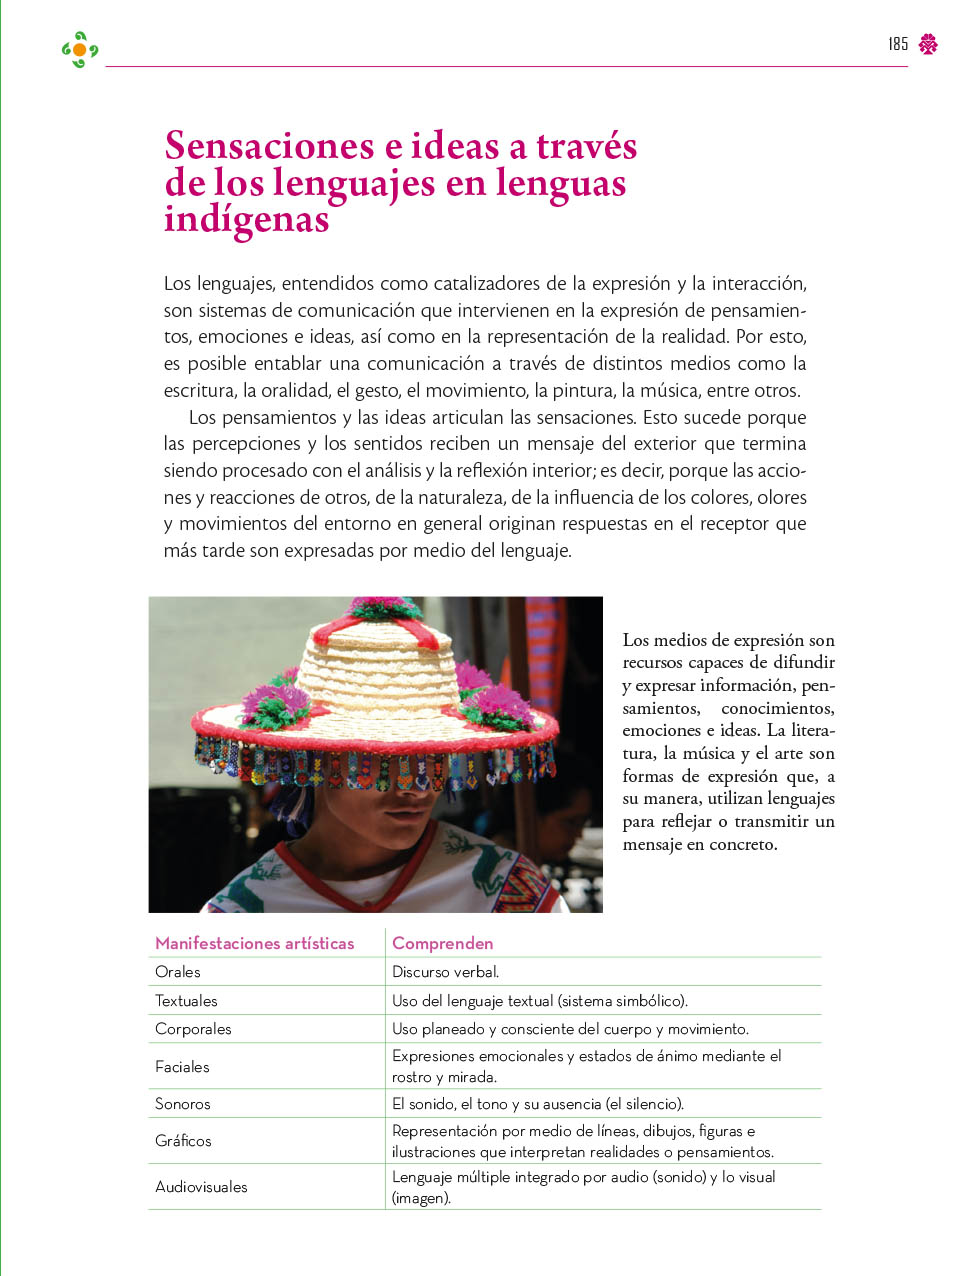 185
Sensaciones e ideas a través
de los lenguajes en lenguas
indígenas
Los lenguajes, entendidos como catalizadores de la expresión y la interacción,
son sistemas de comunicación que intervienen en la expresión de pensamien-
tos, emociones e ideas, así como en la representación de la realidad. Por esto,
es posible entablar una comunicación a través de distintos medios como la
escritura, la oralidad, el gesto, el movimiento, la pintura, la música, entre otros.
Los pensamientos y las ideas articulan las sensaciones. Esto sucede porque
las percepciones y los sentidos reciben un mensaje del exterior que termina
siendo procesado con el análisis y la reflexión interior; es decir, porque las accio-
nes y reacciones de otros, de la naturaleza, de la influencia de los colores, olores
y movimientos del entorno en general originan respuestas en el receptor que
más tarde son expresadas por medio del lenguaje.
Los medios de expresión son
recursos capaces de difundir
y expresar información, pen-
samientos, conocimientos,
emociones e ideas. La litera-
tura, la música y el arte son
formas de expresión que, a
su manera, utilizan lenguajes
para reflejar o transmitir un
mensaje en concreto.
Manifestaciones artísticas Comprenden
Orales Discurso verbal.
Textuales Uso del lenguaje textual (sistema simbólico).
Corporales Uso planeado y consciente del cuerpo y movimiento.
Faciales Expresiones emocionales y estados de ánimo mediante el
rostro y mirada.
Sonoros El sonido, el tono y su ausencia (el silencio).
Gráficos Representación por medio de líneas, dibujos, figuras e
ilustraciones que interpretan realidades o pensamientos.
Audiovisuales Lenguaje múltiple integrado por audio (sonido) y lo visual
(imagen).